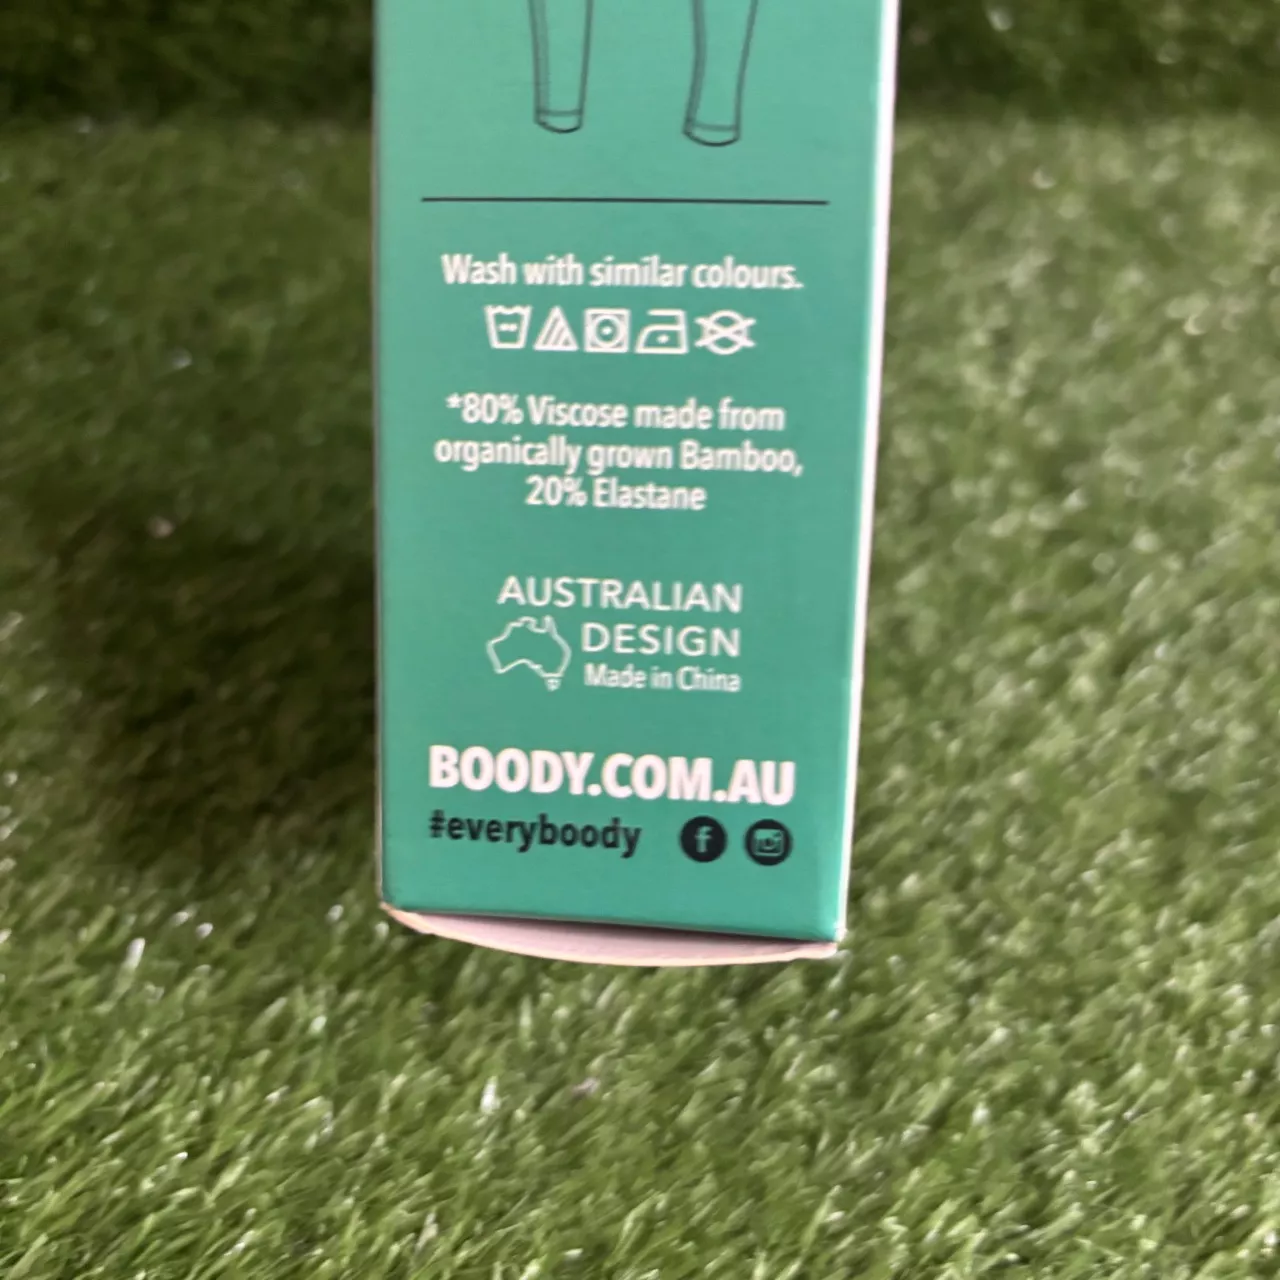 Wash with similar colours.
*80% Viscose made from
organically grown Bamboo,
20% Elastane
AUSTRALIAN
DESIGN
Made in China
BOODY.COM.AU
#everyboody